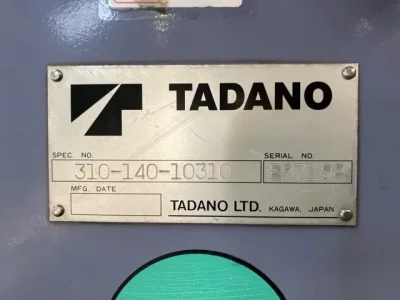 TADANO
SPEC. NO. SERIAL NO.
310-140-10310
MFG. DATE
TADANO LTD. KAGAWA, JAPAN